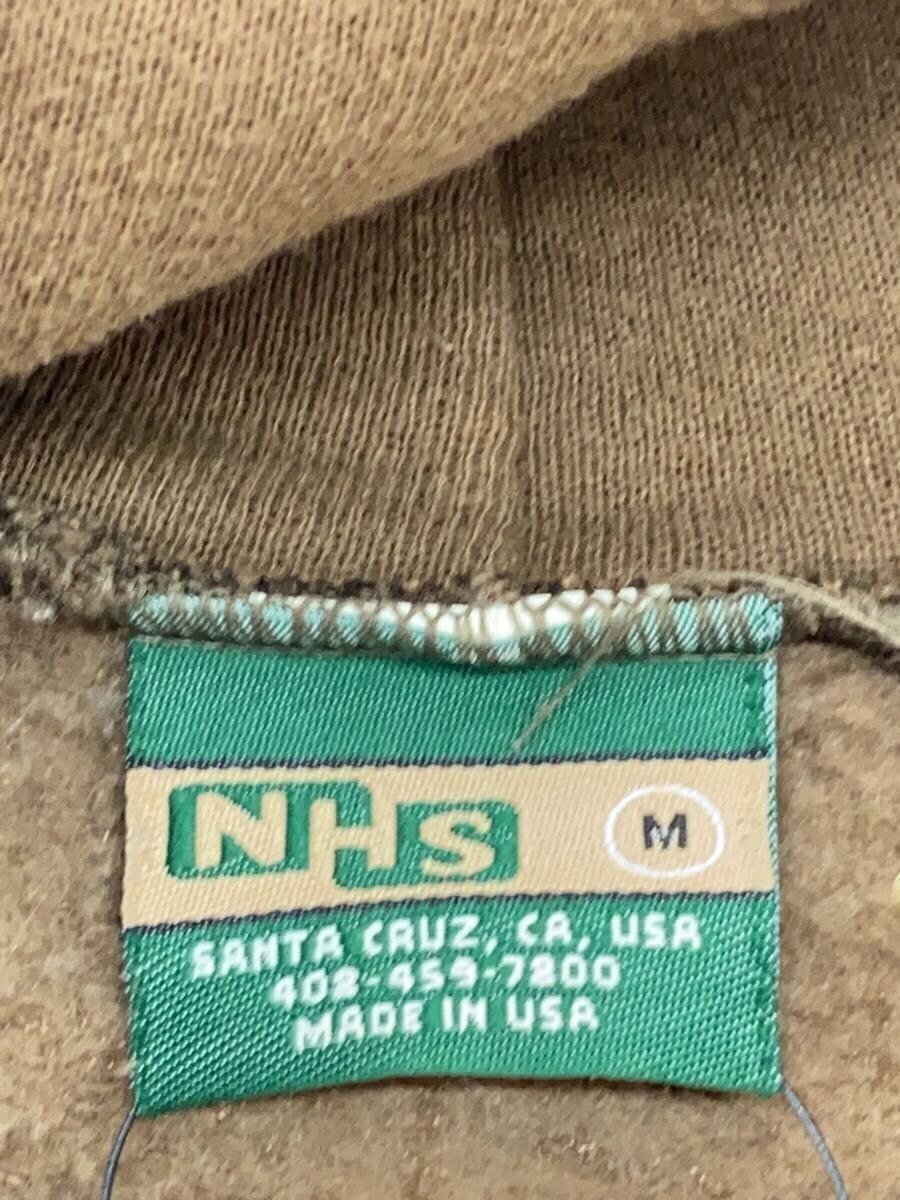 NHS
M
SANTA CRUZ, CA, USA
408-459-7800
MADE IN USA